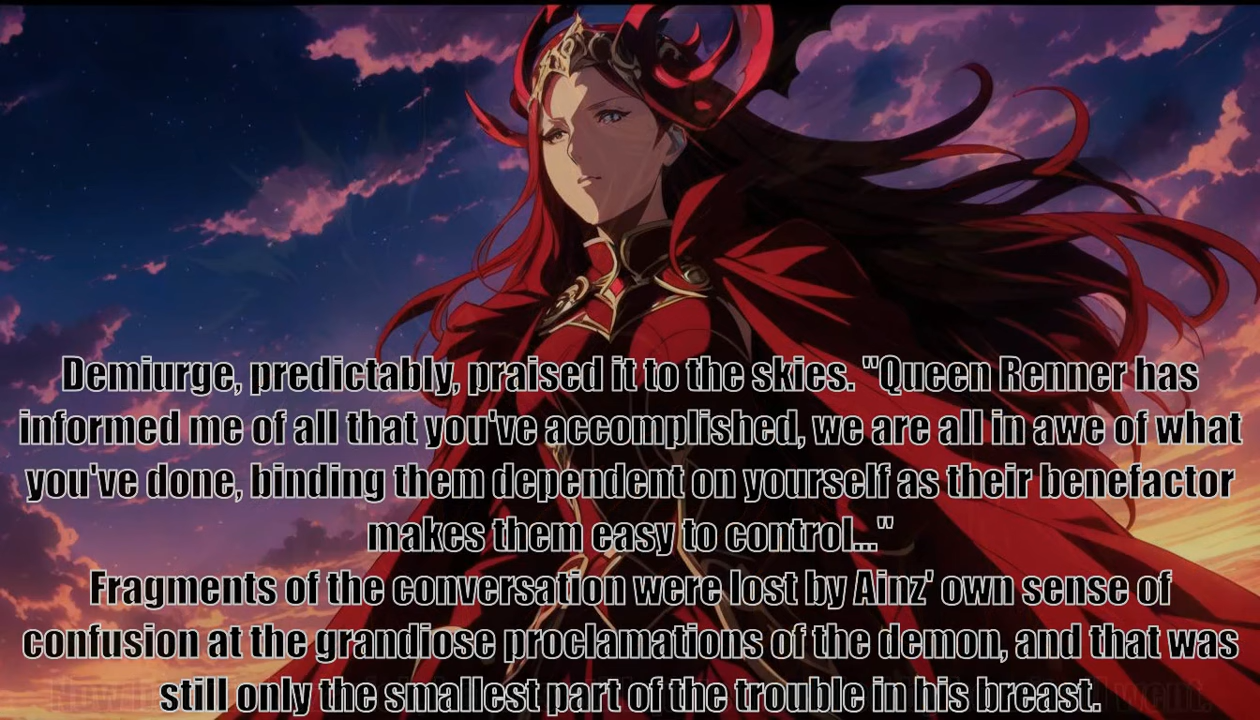 Demiurge, predictably, praised it to the skies. "Queen Renner has
informed me of all that you've accomplished, we are all in awe of what
you've done, binding them dependent on yourself as their benefactor
makes them easy to control..."
Fragments of the conversation were lost by Ainz' own sense of
confusion at the grandiose proclamations of the demon, and that was
still only the smallest part of the trouble in his breast.